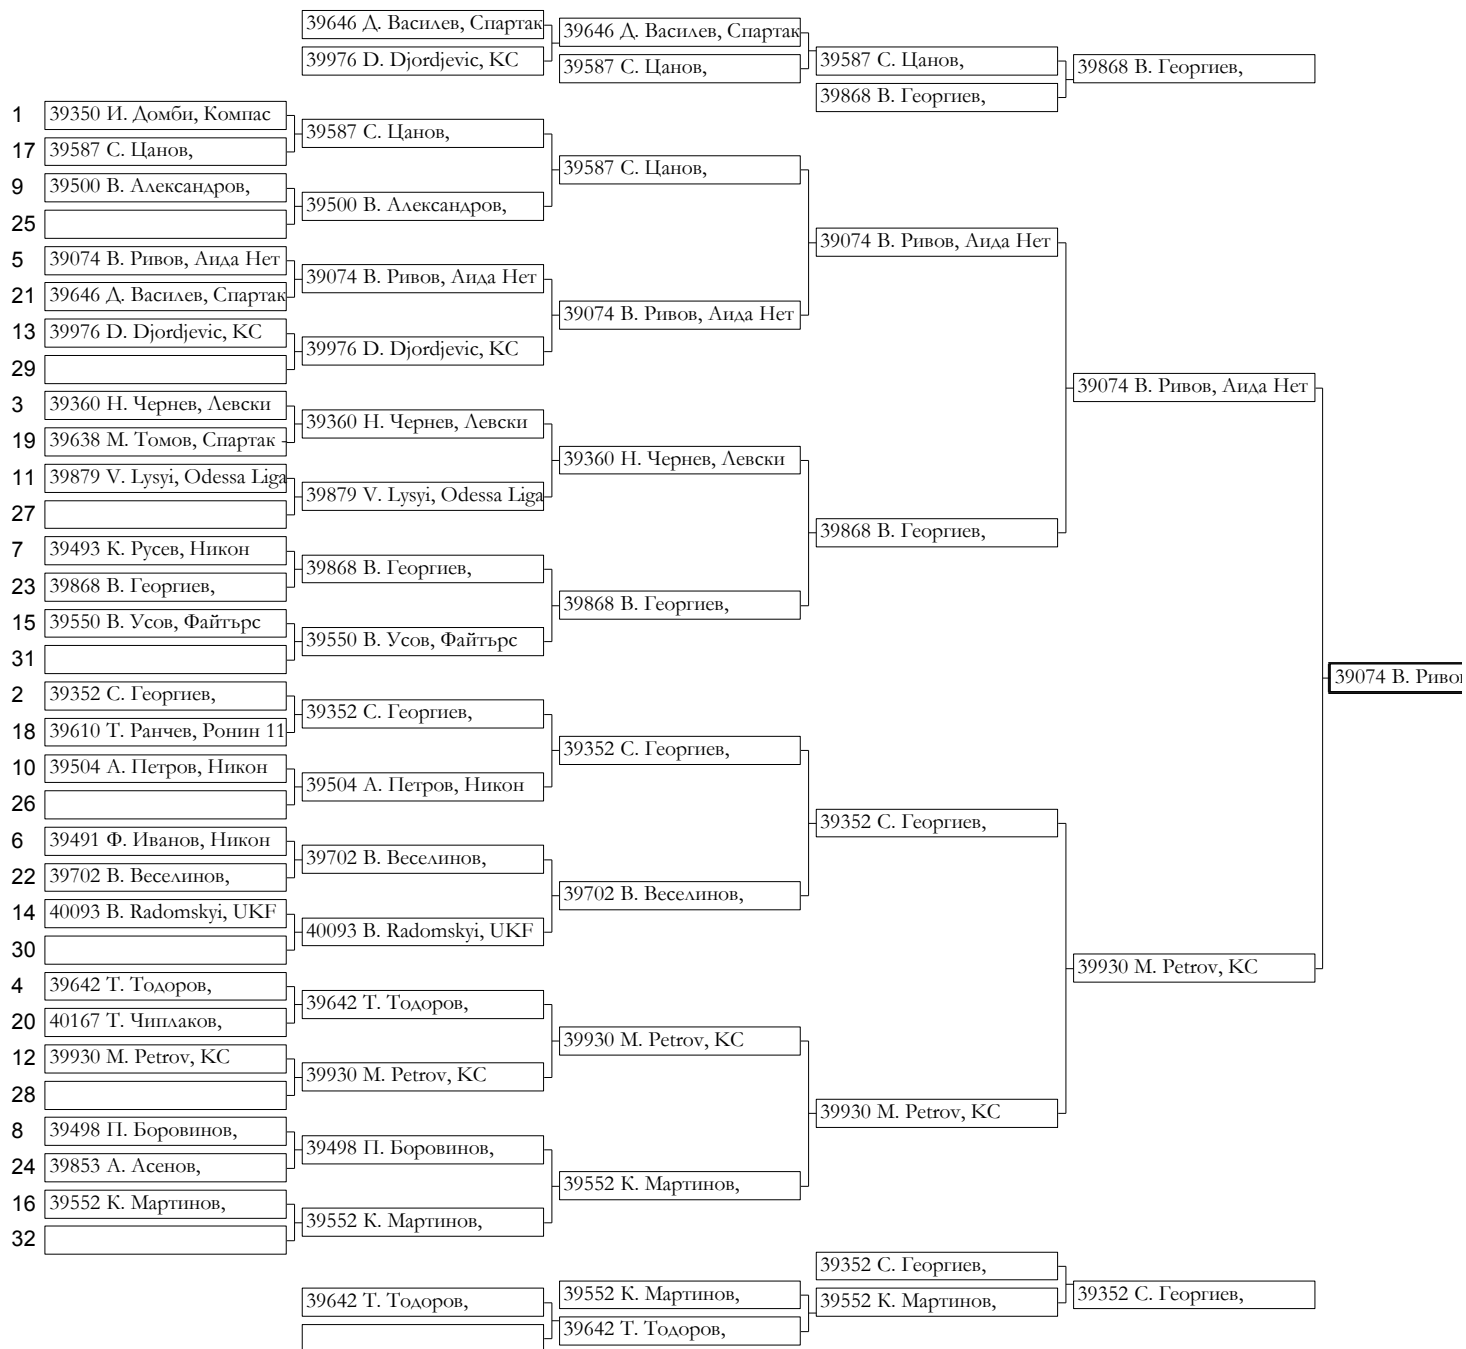 39646 Д. Василев, Спартак
39976 D. Djordjevic, KC
39646 Д. Василев, Спартак
39587 С. Цанов,
39587 С. Цанов,
39868 В. Георгиев,
39868 В. Георгиев,
1 39350 И. Домби, Компас
17 39587 С. Цанов,
9 39500 В. Александров,
25
5 39074 В. Ривов, Аида Нет
21 39646 Д. Василев, Спартак
13 39976 D. Djordjevic, KC
29
3 39360 Н. Чернев, Левски
19 39638 М. Томов, Спартак -
11 39879 V. Lysyi, Odessa Liga
27
7 39493 К. Русев, Никон
23 39868 В. Георгиев,
15 39550 В. Усов, Файтърс
31
2 39352 С. Георгиев,
18 39610 Т. Ранчев, Ронин 11
10 39504 А. Петров, Никон
26
6 39491 Ф. Иванов, Никон
22 39702 В. Веселинов,
14 40093 B. Radomskyi, UKF
30
4 39642 Т. Тодоров,
20 40167 Т. Чиплаков,
12 39930 M. Petrov, KC
28
8 39498 П. Боровинов,
24 39853 А. Асенов,
16 39552 К. Мартинов,
32
39587 С. Цанов,
39500 В. Александров,
39074 В. Ривов, Аида Нет
39976 D. Djordjevic, KC
39360 Н. Чернев, Левски
39879 V. Lysyi, Odessa Liga
39868 В. Георгиев,
39550 В. Усов, Файтърс
39352 С. Георгиев,
39504 А. Петров, Никон
39702 В. Веселинов,
40093 B. Radomskyi, UKF
39642 Т. Тодоров,
39930 M. Petrov, KC
39498 П. Боровинов,
39552 К. Мартинов,
39587 С. Цанов,
39074 В. Ривов, Аида Нет
39360 Н. Чернев, Левски
39868 В. Георгиев,
39352 С. Георгиев,
39702 В. Веселинов,
39930 M. Petrov, KC
39552 К. Мартинов,
39074 В. Ривов, Аида Нет
39868 В. Георгиев,
39352 С. Георгиев,
39930 M. Petrov, KC
39074 В. Ривов, Аида Нет
39930 M. Petrov, KC
39074 В. Ривов
39642 Т. Тодоров,
39552 К. Мартинов,
39642 Т. Тодоров,
39352 С. Георгиев,
39552 К. Мартинов,
39352 С. Георгиев,